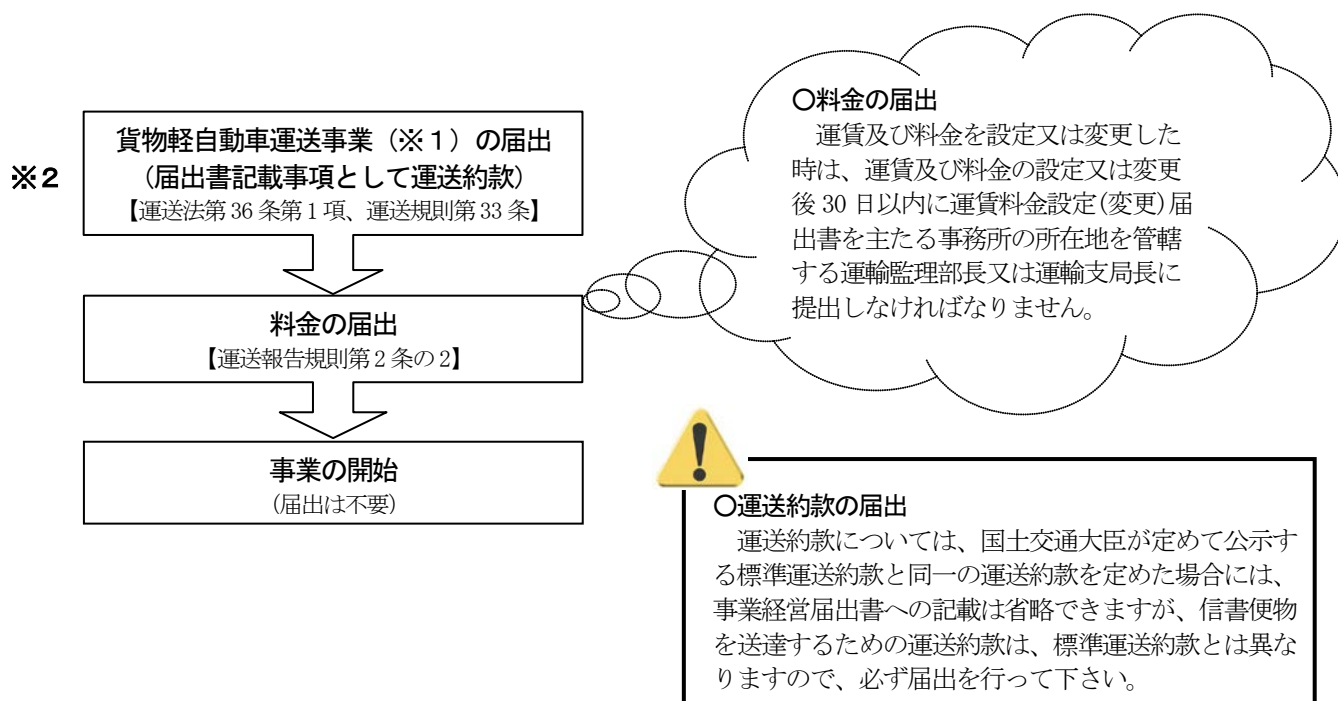 ※2
貨物軽自動車運送事業(※1)の届出
(届出書記載事項として運送約款)
【運送法第36条第1項、運送規則第33条】
料金の届出
【運送報告規則第2条の2】
事業の開始
(届出は不要)
○料金の届出
運賃及び料金を設定又は変更した
時は、運賃及び料金の設定又は変更
後30日以内に運賃料金設定(変更)届
出書を主たる事務所の所在地を管轄
する運輸監理部長又は運輸支局長に
提出しなければなりません。
○運送約款の届出
運送約款については、国土交通大臣が定めて公示す
る標準運送約款と同一の運送約款を定めた場合には、
事業経営届出書への記載は省略できますが、信書便物
を送達するための運送約款は、標準運送約款とは異な
りますので、必ず届出を行って下さい。